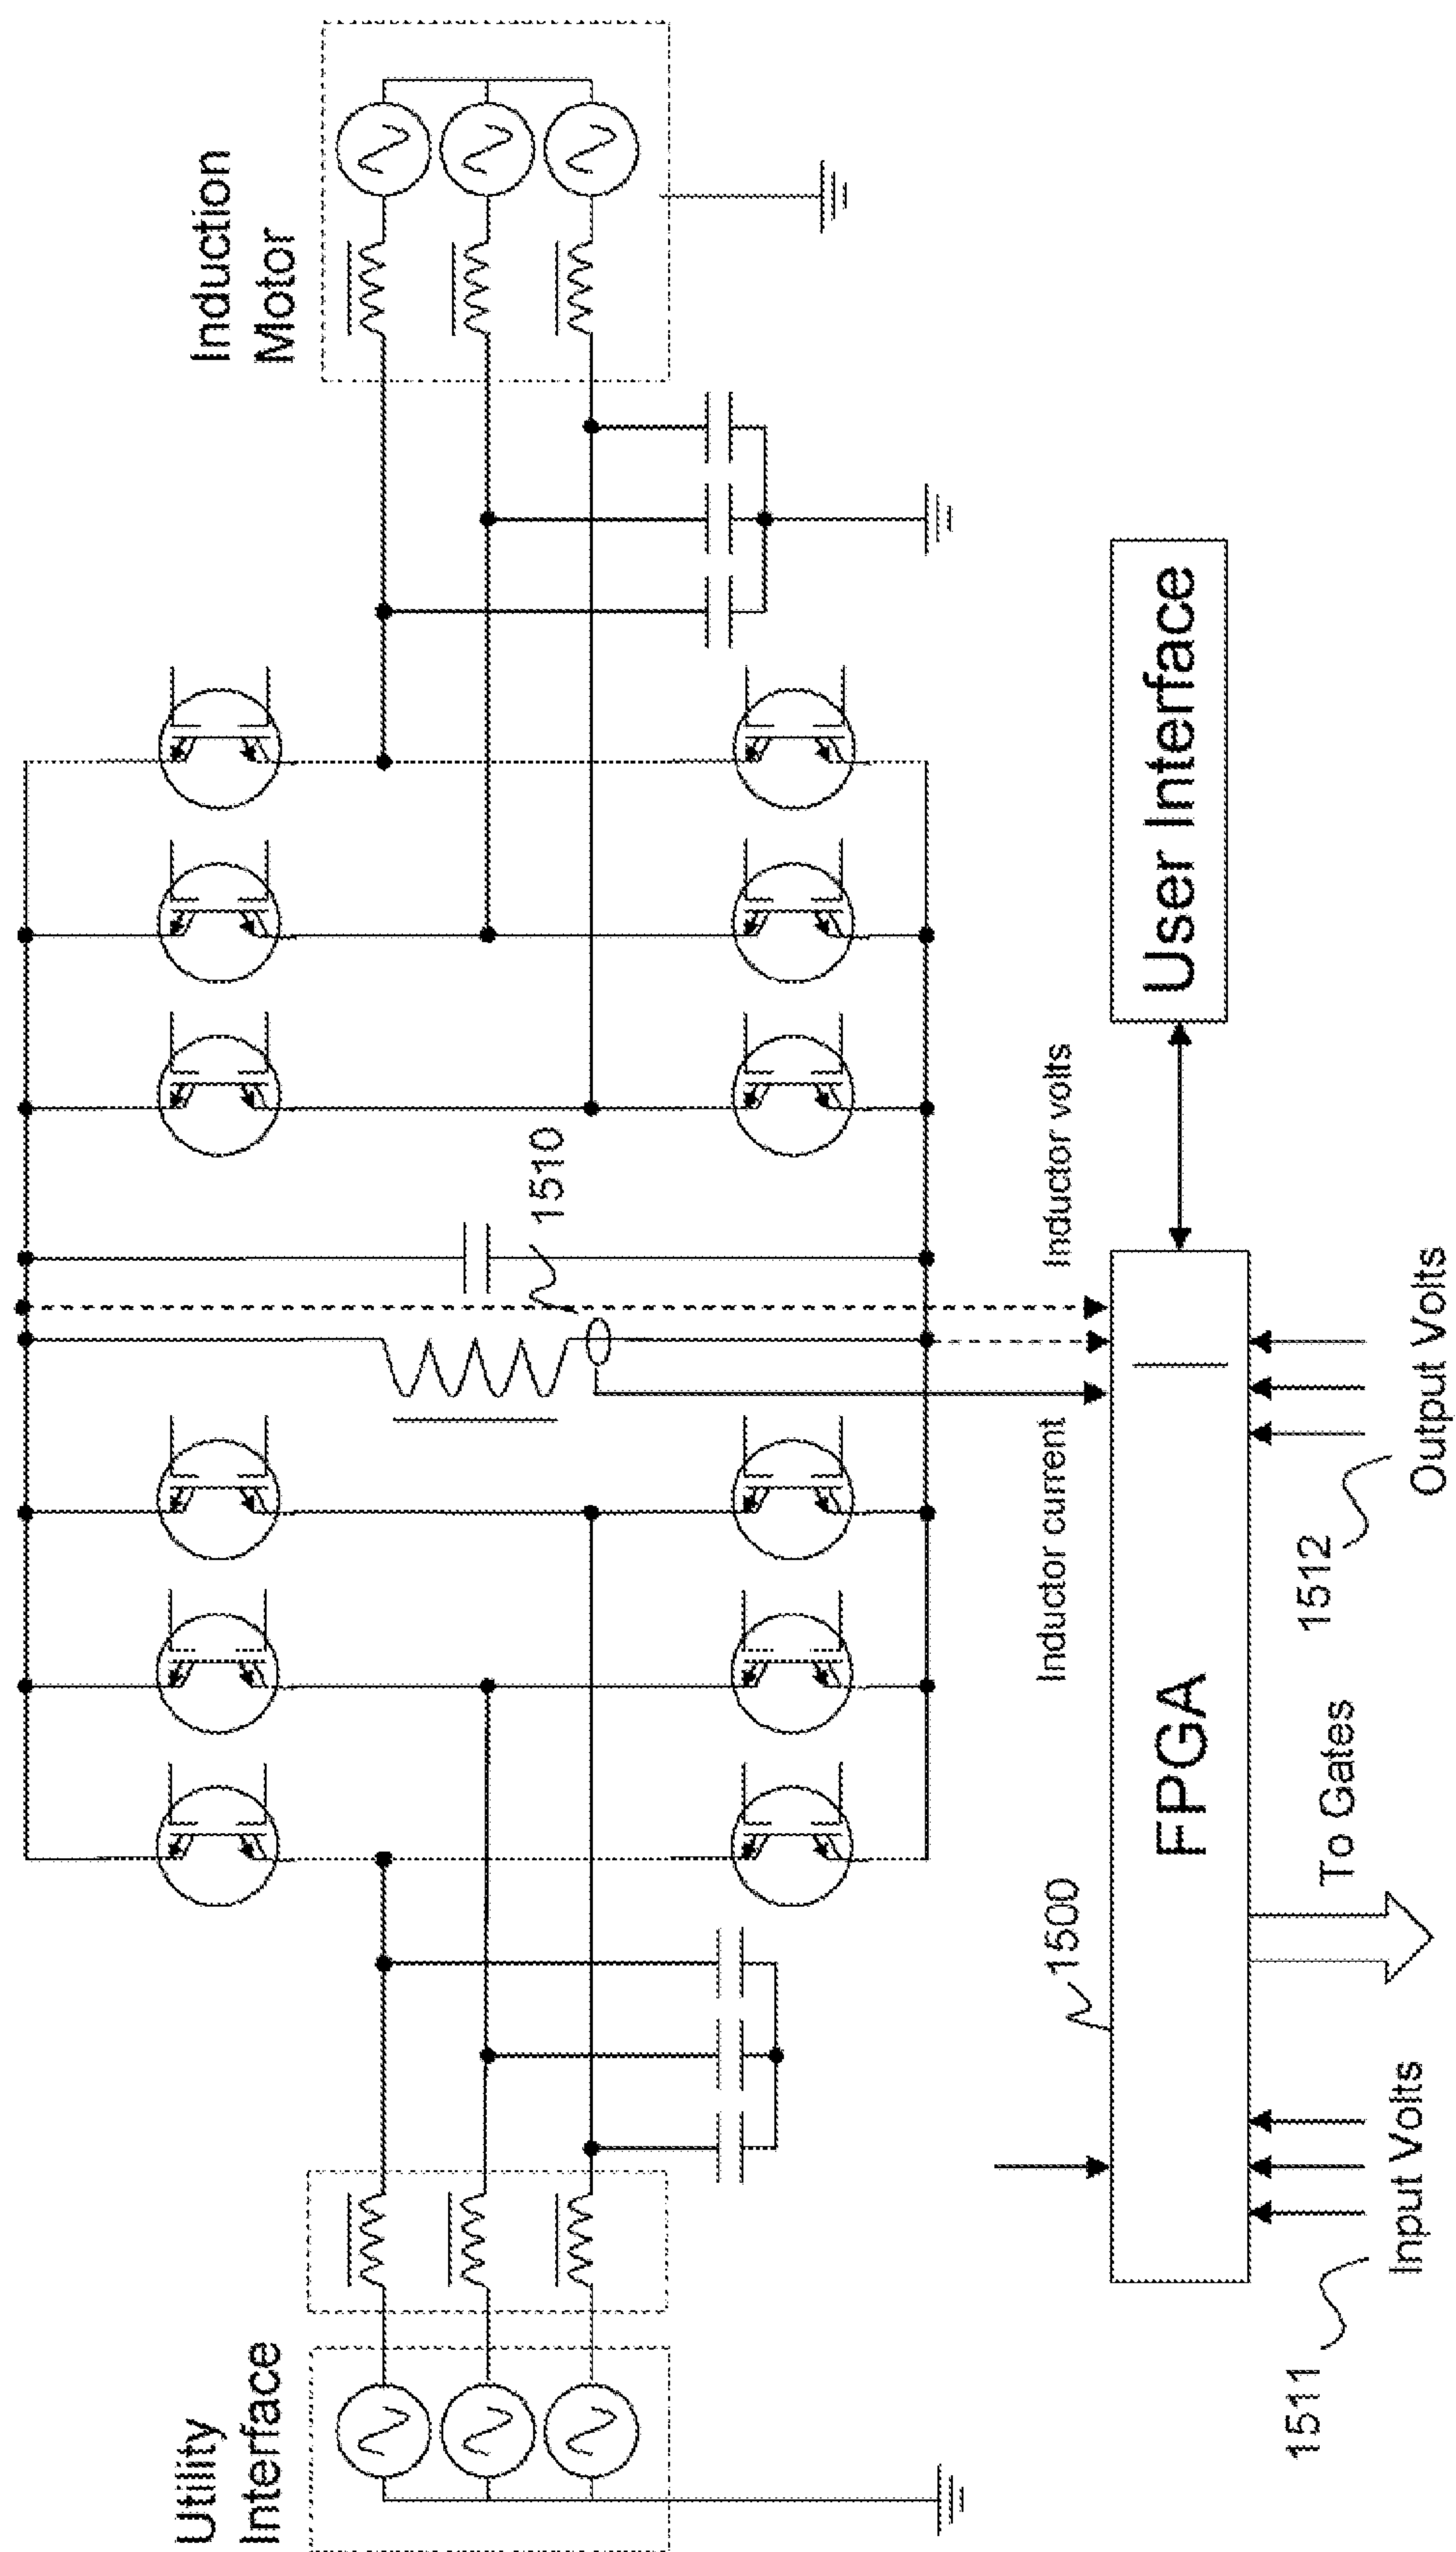 Utility
Interface
Induction
Motor
1510
Inductor current
Inductor volts
1500
FPGA
User Interface
1511
Input Volts
To Gates
1512
Output Volts